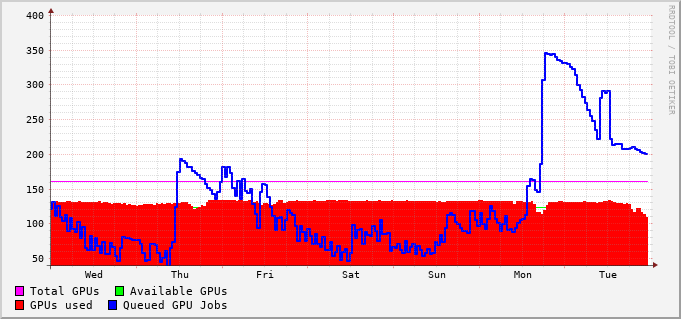 400
350
300
250
200
150
100
50
Wed Thu Fri Sat Sun Mon Tue
Total GPUs Available GPUs
GPUs used Queued GPU Jobs
RRDTOOL / TOBI OETIKER